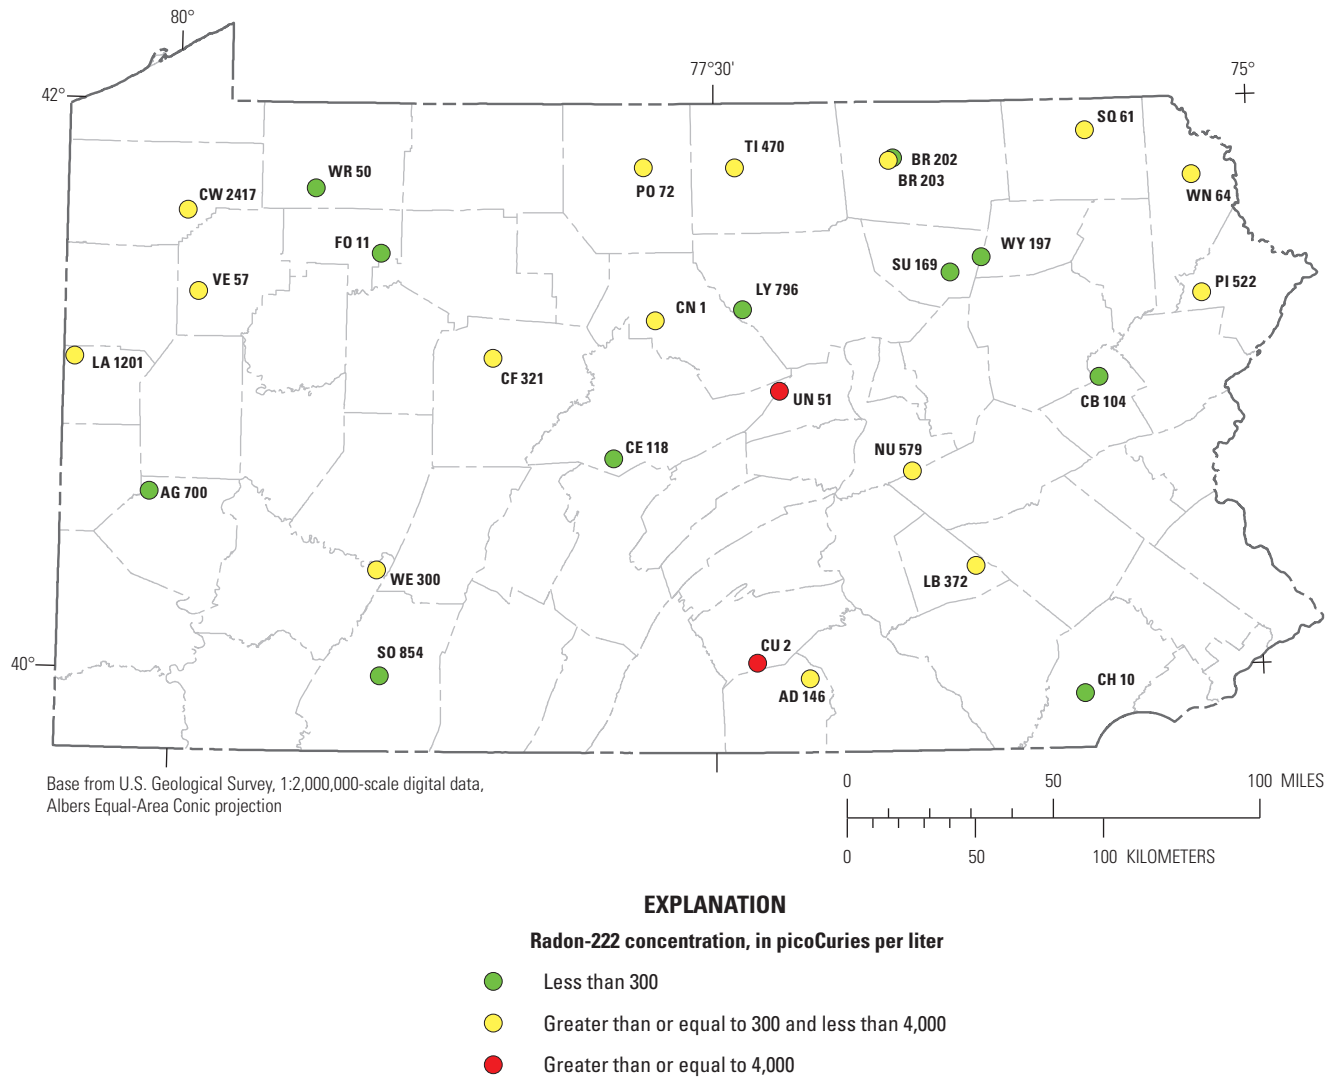 80°
77°30'
75°
42°
SQ 61
TI 470
BR 202
BR 203
WR 50
PO 72
WN 64
CW 2417
FO 11
WY 197
SU 169
VE 57
PI 522
LY 796
CN 1
LA 1201
CF 321
CB 104
UN 51
CE 118
NU 579
AG 700
WE 300
LB 372
CU 2
SO 854
40°
CH 10
AD 146
Base from U.S. Geological Survey, 1:2,000,000-scale digital data,
Albers Equal-Area Conic projection
0 50 100 MILES
0 50 100 KILOMETERS
EXPLANATION
Radon-222 concentration, in picoCuries per liter
Less than 300
Greater than or equal to 300 and less than 4,000
Greater than or equal to 4,000